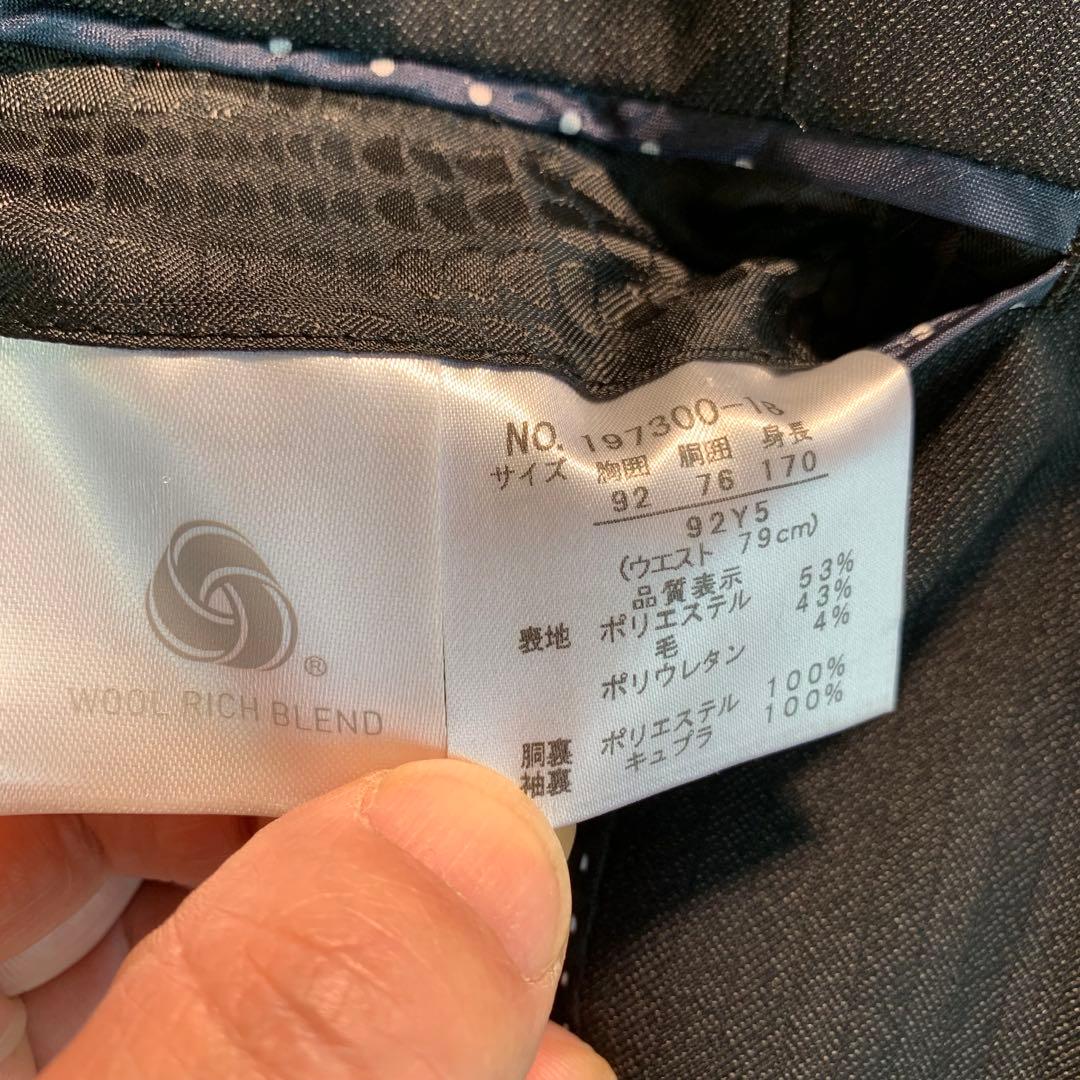 WOOL RICH BLEND
®
NO. 197300-18
サイズ 胸囲 胴囲 身長
92 76 170
92Y5
(ウエスト 79cm)
品質表示
表地 ポリエステル 53%
毛 43%
ポリウレタン 4%
胴裏 ポリエステル 100%
袖裏 キュプラ 100%